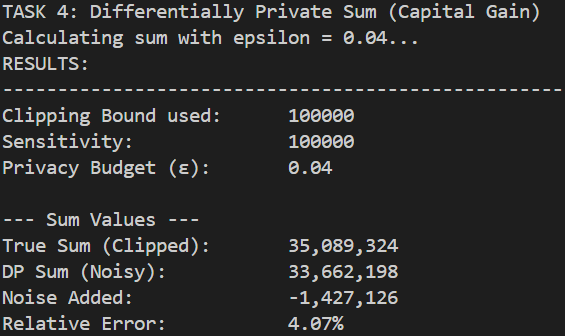 TASK 4: Differentially Private Sum (Capital Gain)
Calculating sum with epsilon = 0.04...
RESULTS:
-------------------------------------------------------
Clipping Bound used: 100000
Sensitivity: 100000
Privacy Budget (ε): 0.04
--- Sum Values ---
True Sum (Clipped): 35,089,324
DP Sum (Noisy): 33,662,198
Noise Added: -1,427,126
Relative Error: 4.07%